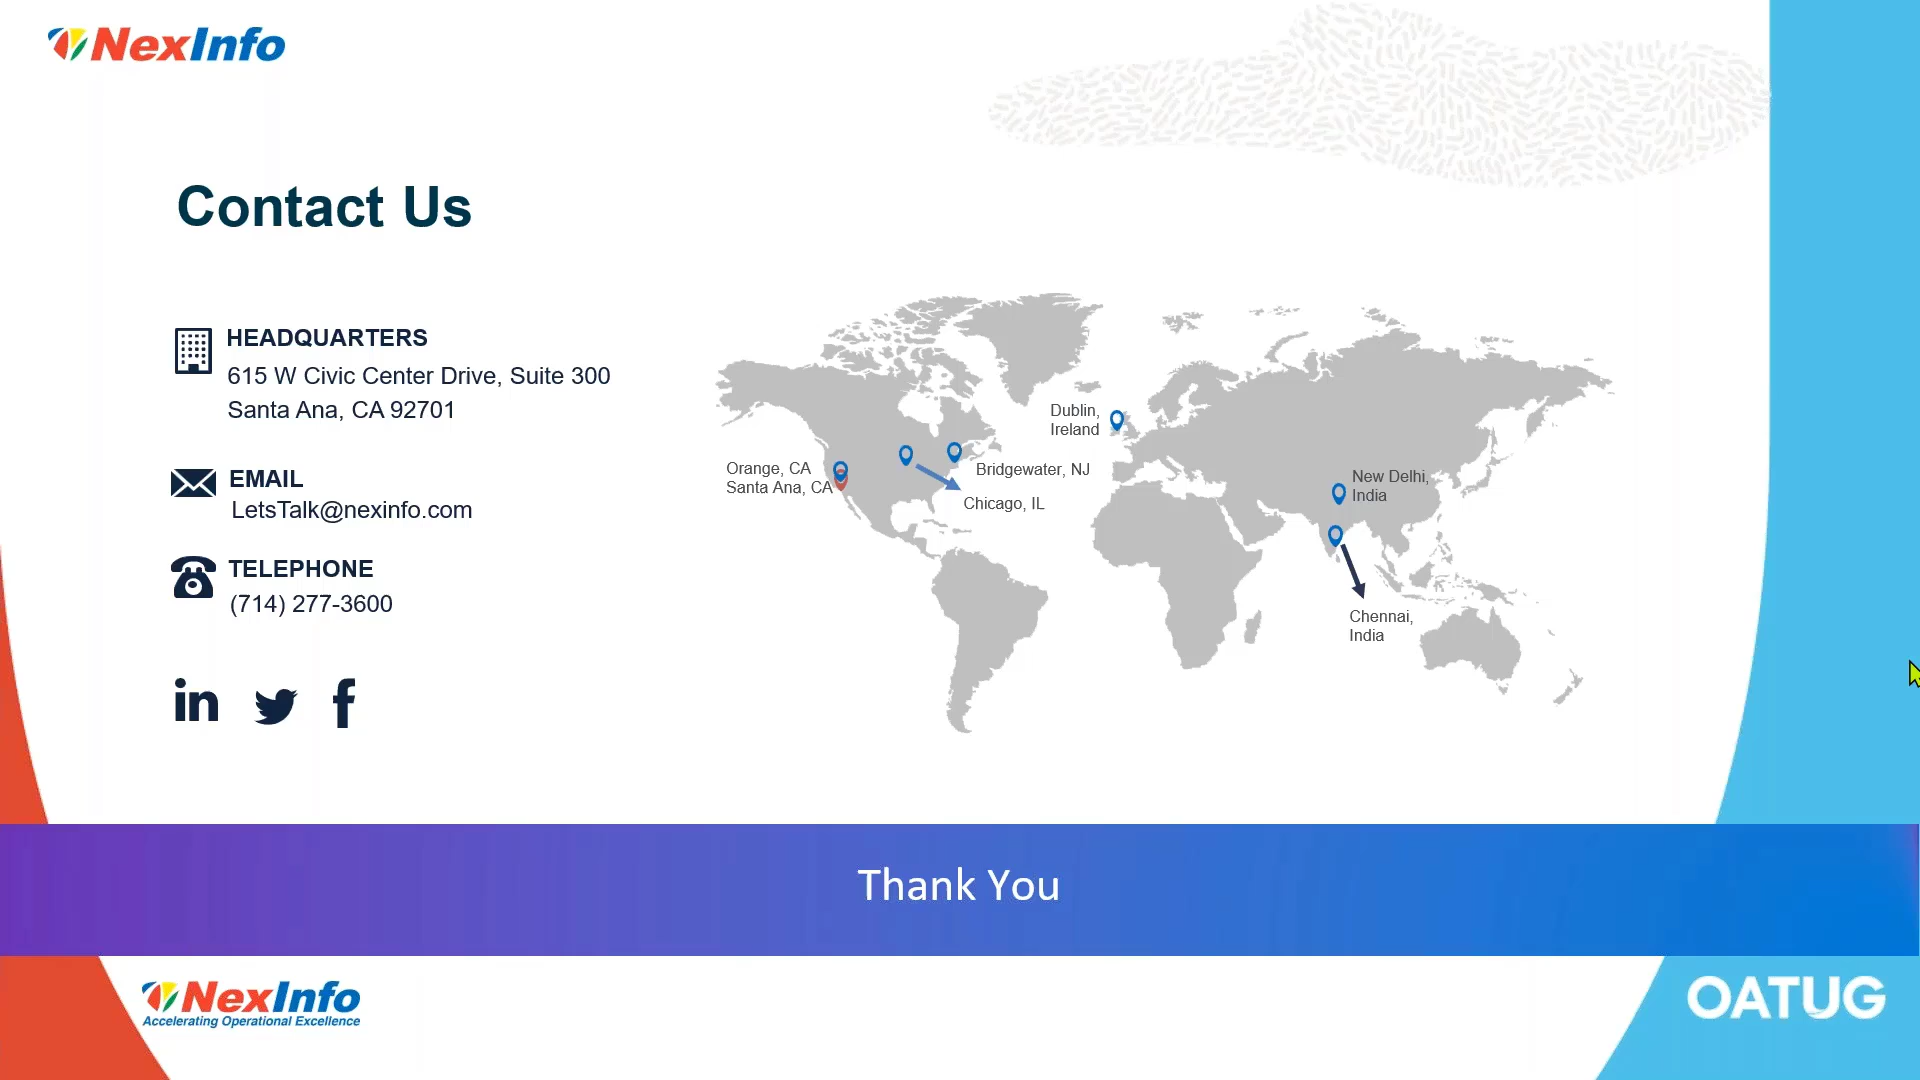 NexInfo
Contact Us
HEADQUARTERS
615 W Civic Center Drive, Suite 300
Santa Ana, CA 92701
EMAIL
LetsTalk@nexinfo.com
TELEPHONE
(714) 277-3600
in
f
Dublin,
Ireland
Orange, CA
Santa Ana, CA
Bridgewater, NJ
Chicago, IL
New Delhi,
India
Chennai,
India
Thank You
NexInfo
Accelerating Operational Excellence
OATUG